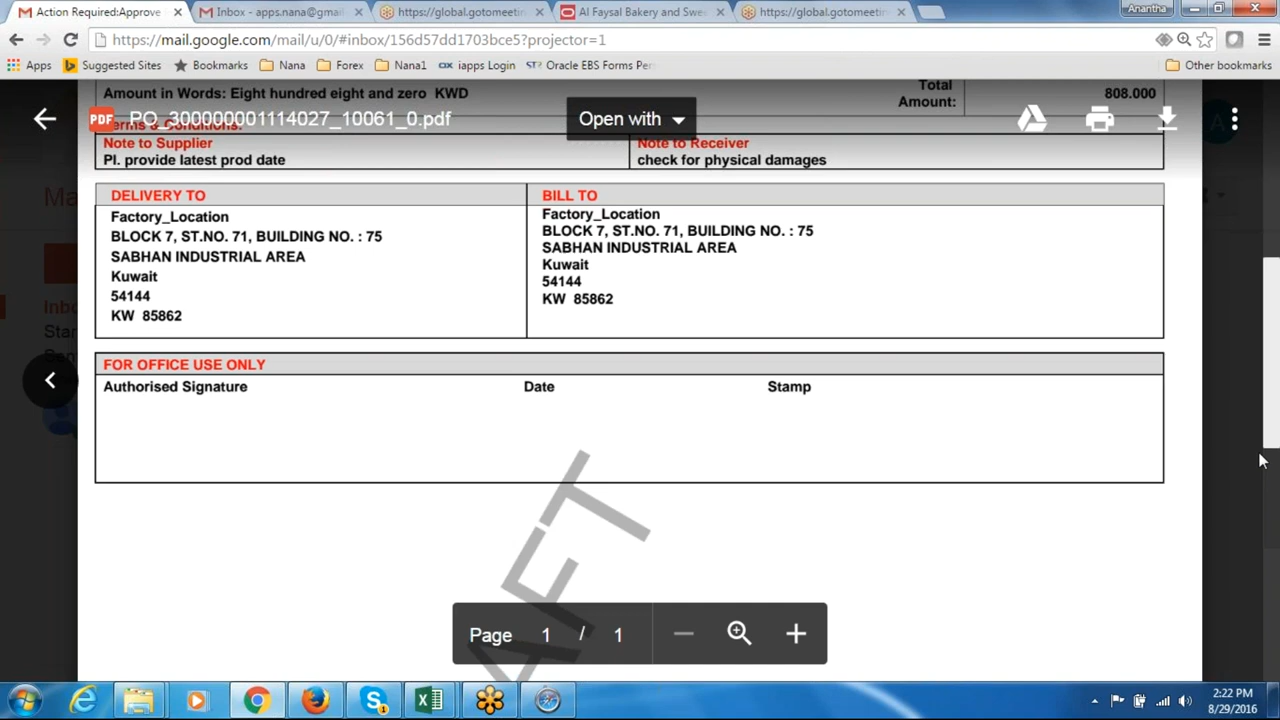 Action Required:Approve
Inbox - apps.nana@gmail
https://global.gotomeetin
Al Faysal Bakery and Swe
https://global.gotomeetin
Anantha
https://mail.google.com/mail/u/0/#inbox/156d57dd1703bce5?projector=1
Apps
Suggested Sites
Bookmarks
Nana
Forex
Nana1
iapps Login
Oracle EBS Forms Per
Other bookmarks
Amount in Words: Eight hundred eight and zero KWD
Total Amount:
808.000
PDF
PO_300000001114027_10061_0.pdf
Open with
Terms & Conditions:
Note to Supplier
Note to Receiver
Pl. provide latest prod date
check for physical damages
DELIVERY TO
Factory_Location
BLOCK 7, ST.NO. 71, BUILDING NO. : 75
SABHAN INDUSTRIAL AREA
Kuwait
54144
KW 85862
BILL TO
Factory_Location
BLOCK 7, ST.NO. 71, BUILDING NO. : 75
SABHAN INDUSTRIAL AREA
Kuwait
54144
KW 85862
FOR OFFICE USE ONLY
Authorised Signature
Date
Stamp
AFT
Page 1 / 1
2:22 PM
8/29/2016